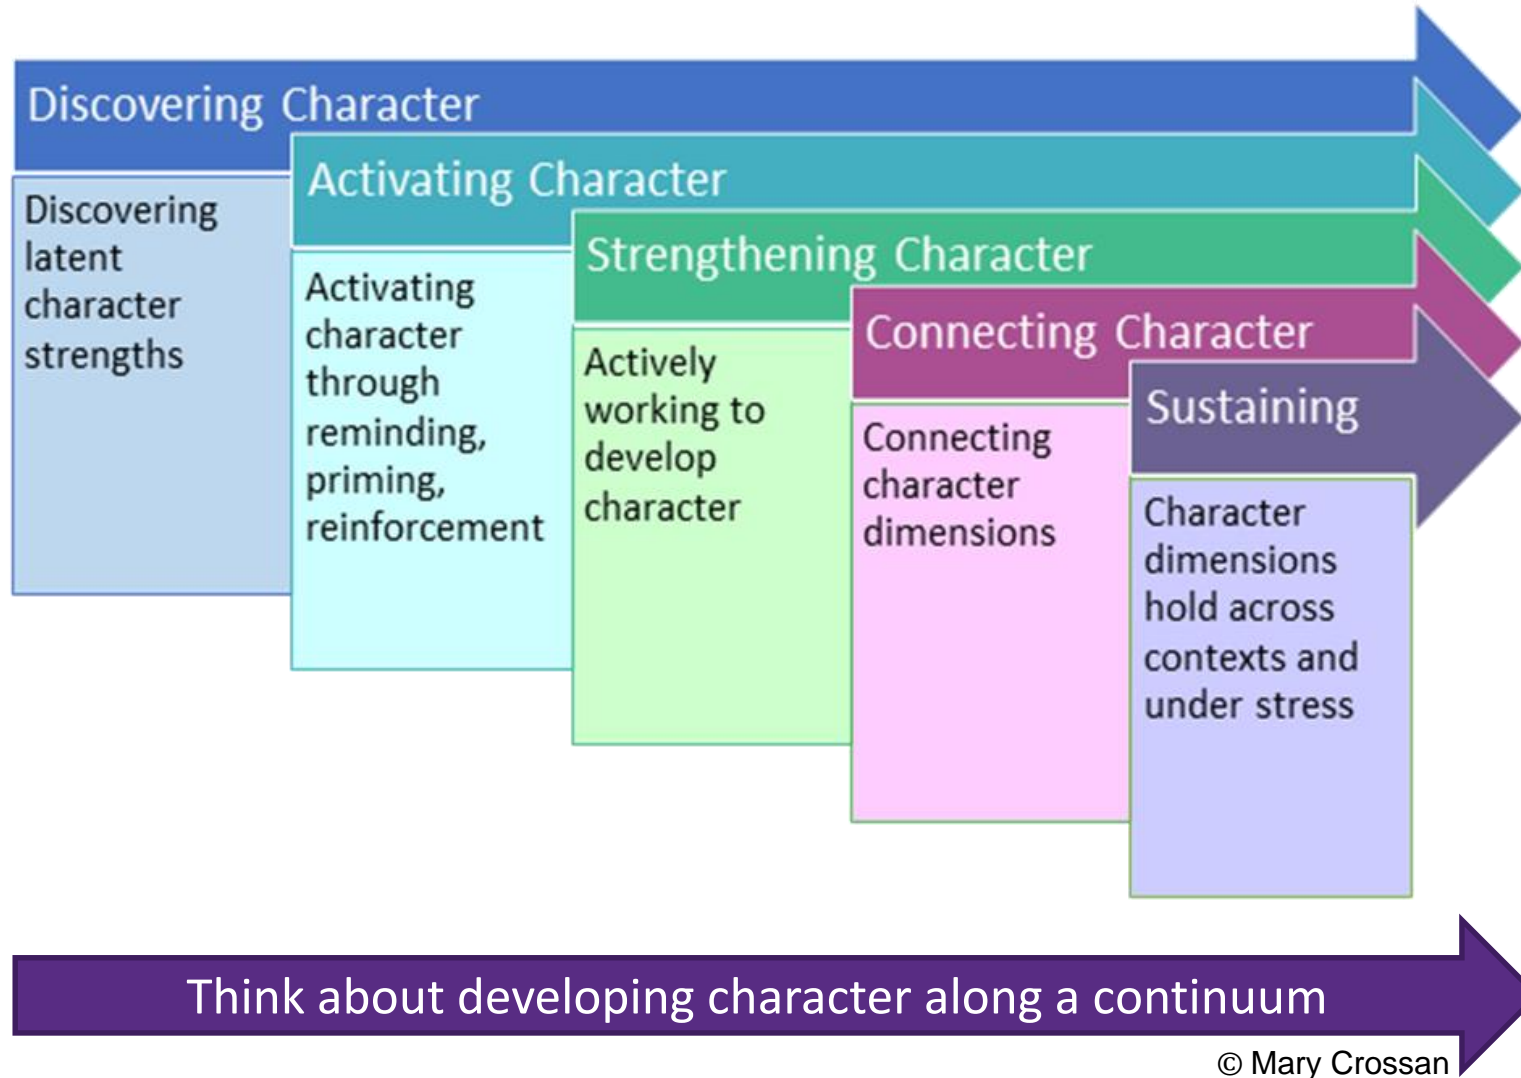 Discovering Character
Discovering
latent
character
strengths
Activating Character
Activating
character
through
reminding,
priming,
reinforcement
Strengthening Character
Actively
working to
develop
character
Connecting Character
Connecting
character
dimensions
Sustaining
Character
dimensions
hold across
contexts and
under stress
Think about developing character along a continuum
© Mary Crossan